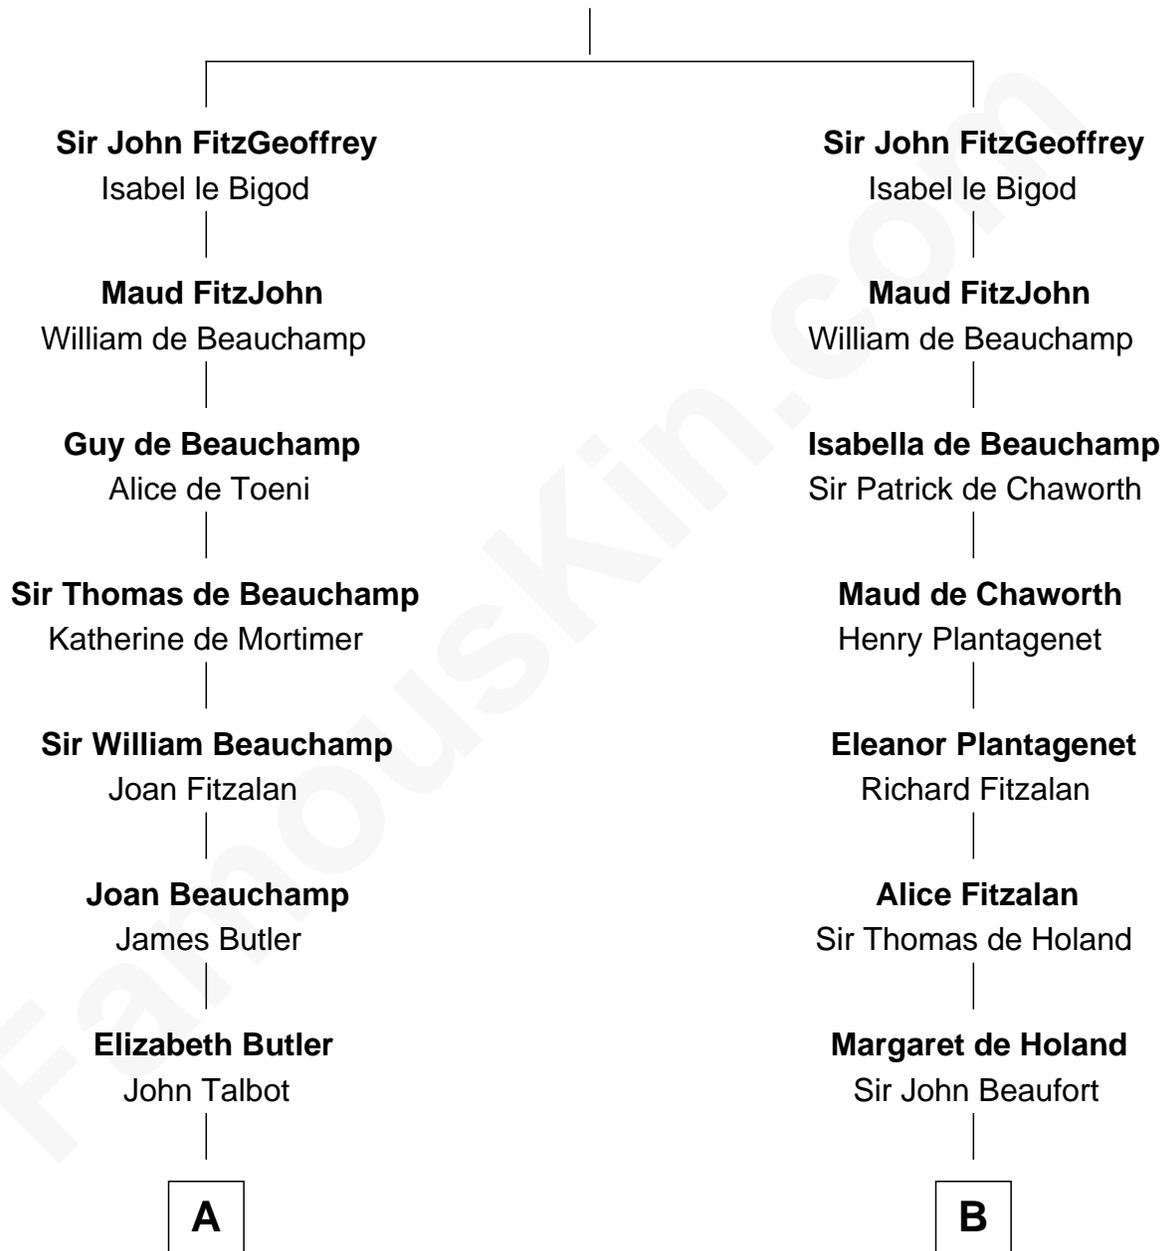 Sir John FitzGeoffrey
Isabel le Bigod
Maud FitzJohn
William de Beauchamp
Guy de Beauchamp
Alice de Toeni
Sir Thomas de Beauchamp
Katherine de Mortimer
Sir William Beauchamp
Joan Fitzalan
Joan Beauchamp
James Butler
Elizabeth Butler
John Talbot
A
Sir John FitzGeoffrey
Isabel le Bigod
Maud FitzJohn
William de Beauchamp
Isabella de Beauchamp
Sir Patrick de Chaworth
Maud de Chaworth
Henry Plantagenet
Eleanor Plantagenet
Richard Fitzalan
Alice Fitzalan
Sir Thomas de Holand
Margaret de Holand
Sir John Beaufort
B
FamousKin.com